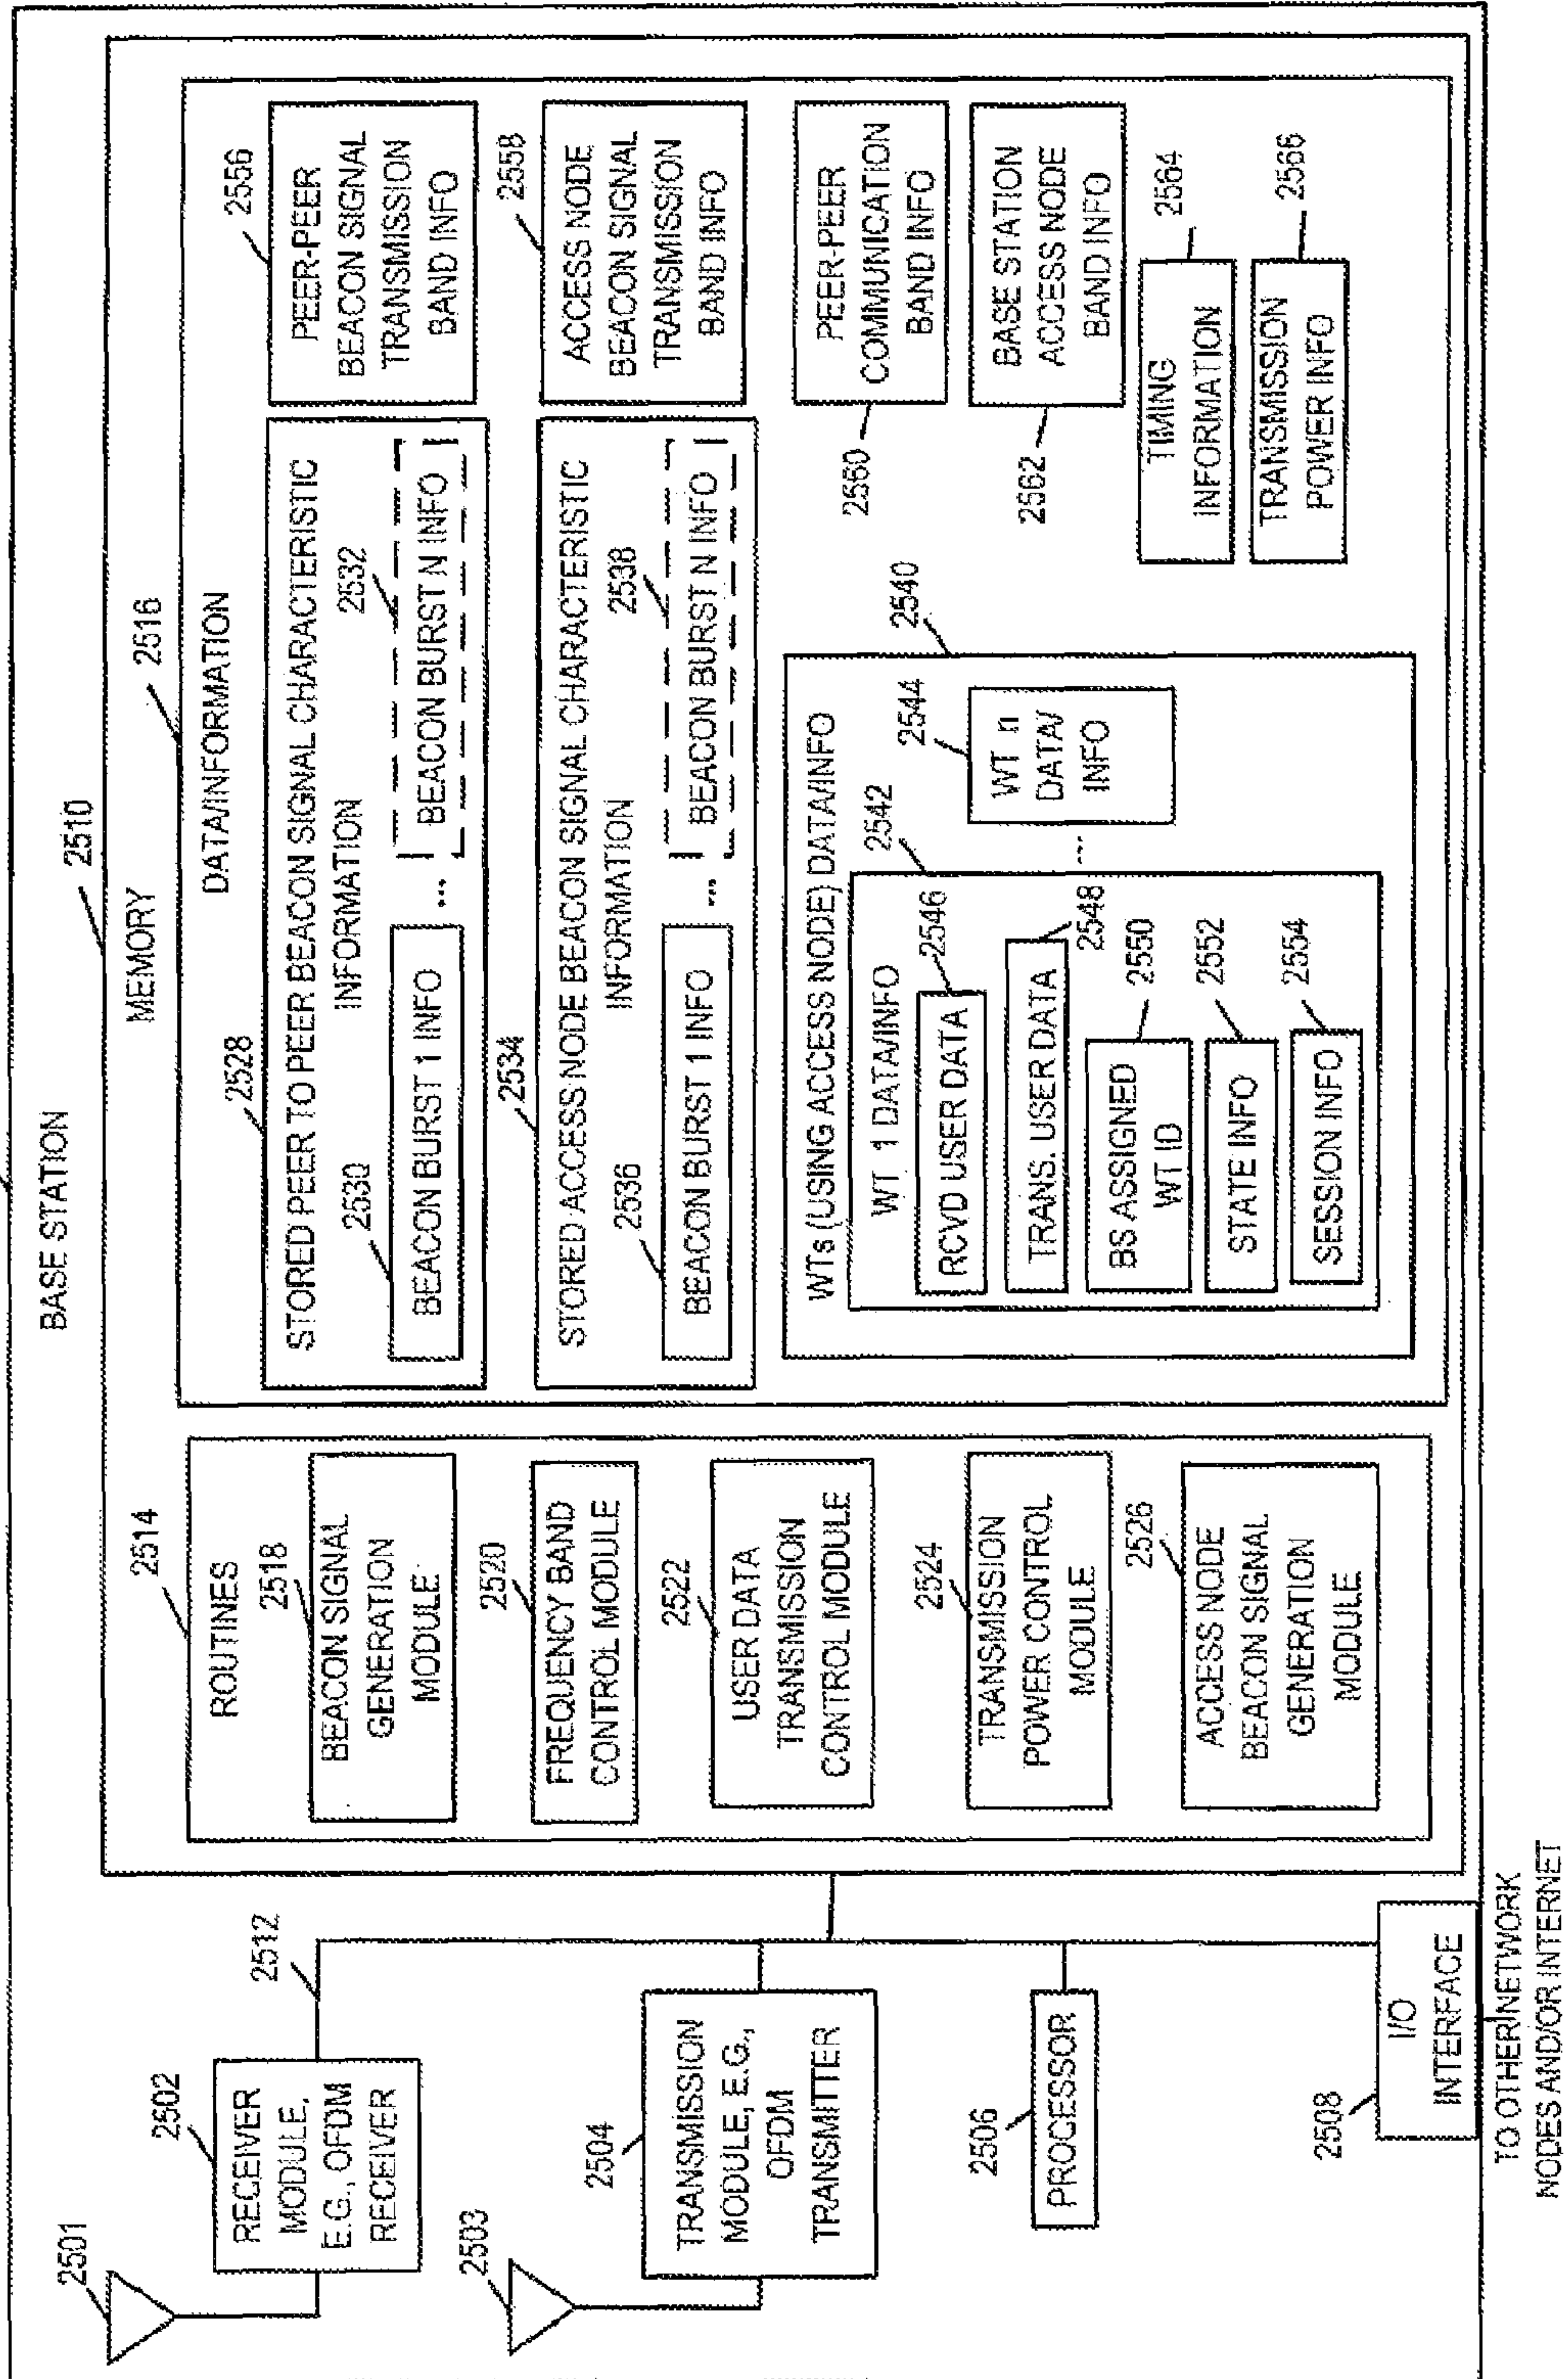 BASE STATION
2501
2502
RECEIVER
MODULE,
E.G., OFDM
RECEIVER
2512
2503
2504
TRANSMISSION
MODULE, E.G.,
OFDM
TRANSMITTER
2506
PROCESSOR
2508
I/O
INTERFACE
TO OTHER NETWORK
NODES AND/OR INTERNET
2510
MEMORY
2514
ROUTINES
2518
BEACON SIGNAL
GENERATION
MODULE
2520
FREQUENCY BAND
CONTROL MODULE
2522
USER DATA
TRANSMISSION
CONTROL MODULE
2524
TRANSMISSION
POWER CONTROL
MODULE
2526
ACCESS NODE
BEACON SIGNAL
GENERATION
MODULE
2516
DATA/INFORMATION
2528
STORED PEER TO PEER BEACON SIGNAL CHARACTERISTIC
INFORMATION
2530
2532
BEACON BURST 1 INFO
...
BEACON BURST N INFO
2534
STORED ACCESS NODE BEACON SIGNAL CHARACTERISTIC
INFORMATION
2536
2538
BEACON BURST 1 INFO
...
BEACON BURST N INFO
2540
WTs (USING ACCESS NODE) DATA/INFO
2542
WT 1 DATA/INFO
2546
RCVD USER DATA
2548
TRANS. USER DATA
2550
BS ASSIGNED
WT ID
2552
STATE INFO
2554
SESSION INFO
...
2544
WT n
DATA/
INFO
2556
PEER-PEER
BEACON SIGNAL
TRANSMISSION
BAND INFO
2558
ACCESS NODE
BEACON SIGNAL
TRANSMISSION
BAND INFO
2560
PEER-PEER
COMMUNICATION
BAND INFO
2562
BASE STATION
ACCESS NODE
BAND INFO
2564
TIMING
INFORMATION
2566
TRANSMISSION
POWER INFO